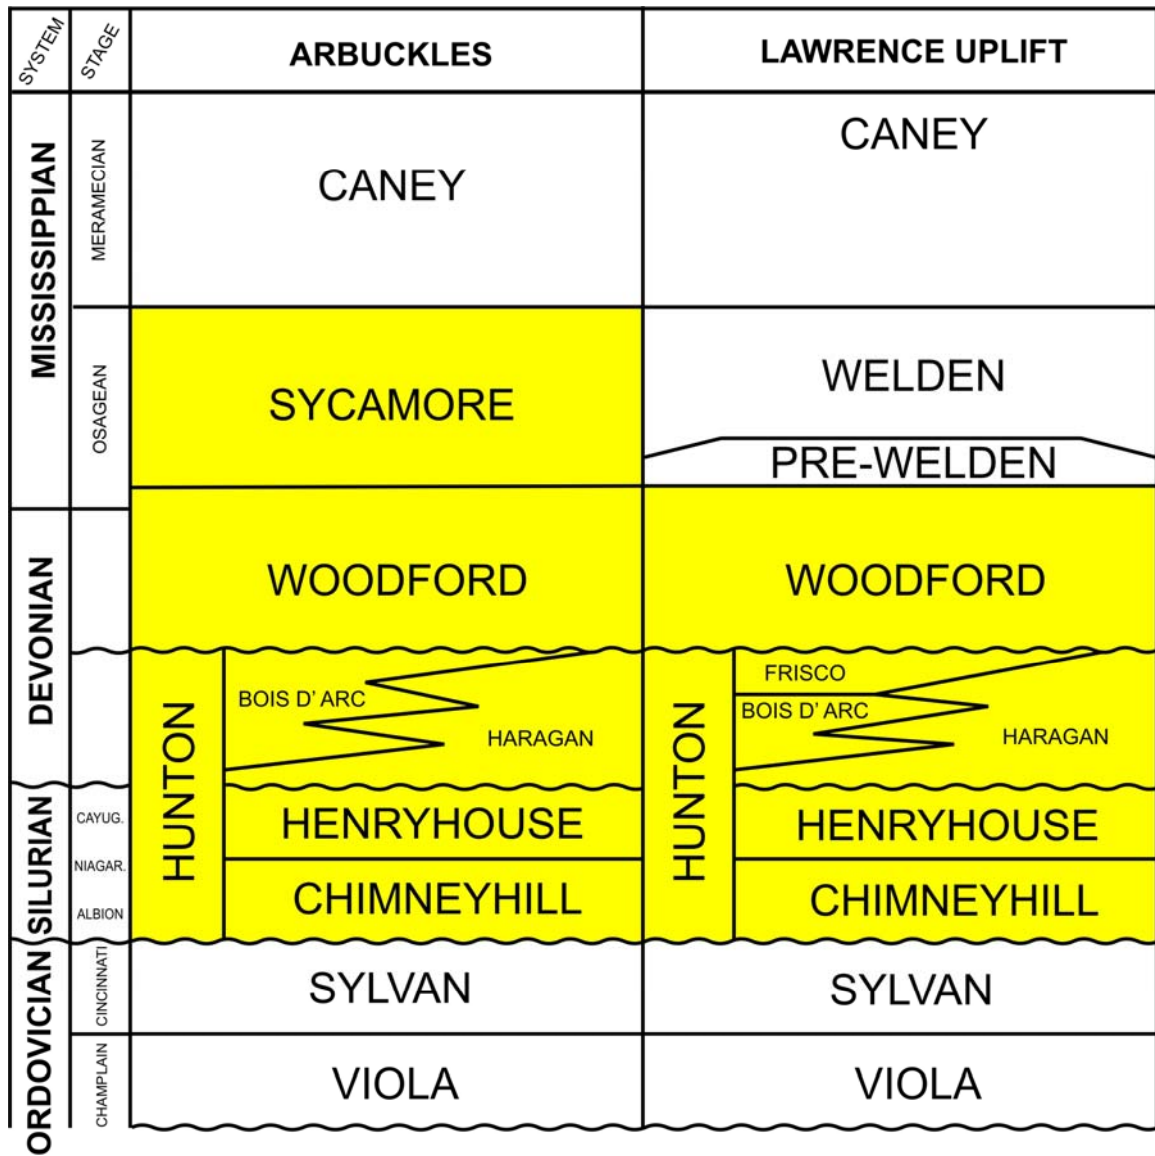 SYSTEM
STAGE
ARBUCKLES
LAWRENCE UPLIFT
MISSISSIPPIAN
MERAMECIAN
CANEY
CANEY
OSAGEAN
SYCAMORE
WELDEN
PRE-WELDEN
DEVONIAN
WOODFORD
WOODFORD
HUNTON
BOIS D' ARC
HARAGAN
HUNTON
FRISCO
BOIS D' ARC
HARAGAN
SILURIAN
CAYUG.
HENRYHOUSE
HENRYHOUSE
NIAGAR.
ALBION
CHIMNEYHILL
CHIMNEYHILL
ORDOVICIAN
CINCINNATI
SYLVAN
SYLVAN
CHAMPLAIN
VIOLA
VIOLA